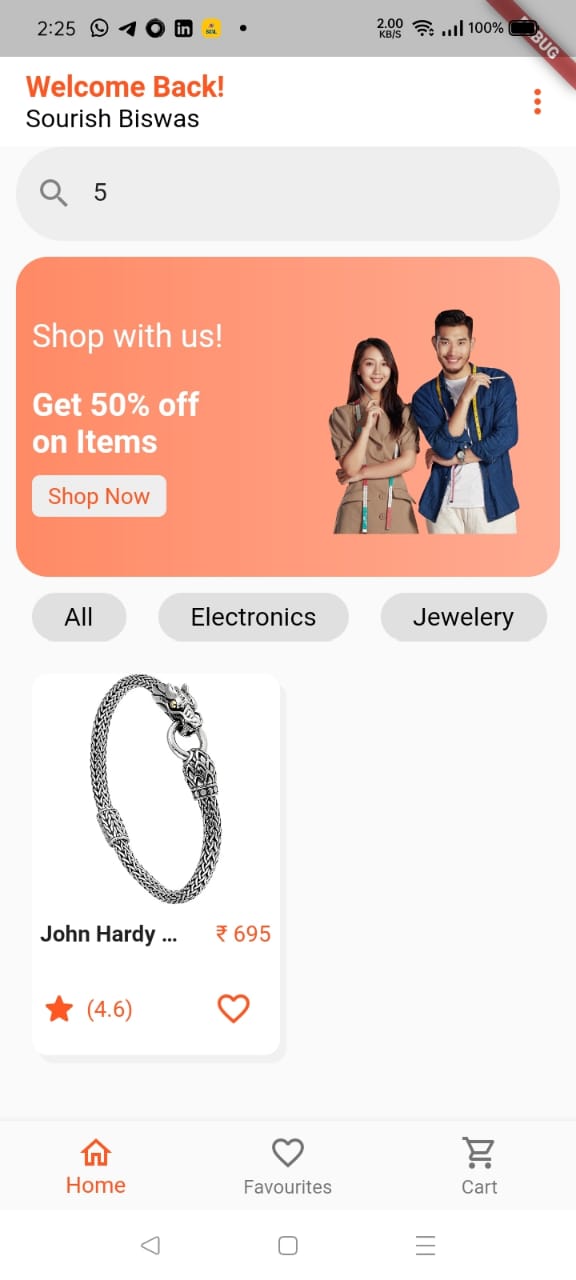 2:25
2.00
KB/S
100%
DEBUG
Welcome Back!
Sourish Biswas
5
Shop with us!
Get 50% off
on Items
Shop Now
All
Electronics
Jewelery
John Hardy ...
₹ 695
(4.6)
Home
Favourites
Cart